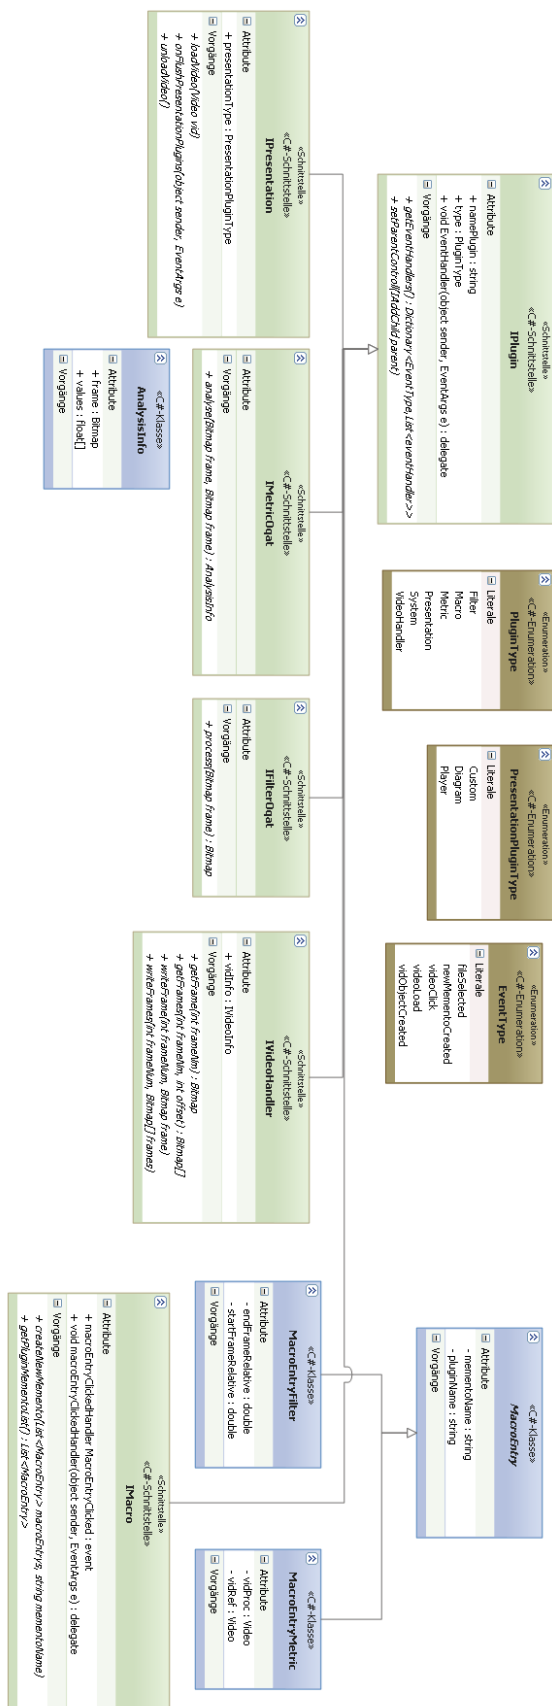 «Schnittstelle»
«C#-Schnittstelle»
IPlugin
Attribute
+ namePlugin : string
+ type : PluginType
+ void EventHandler(object sender, EventArgs e) : delegate
Vorgänge
+ getEventHandlers() : Dictionary<EventType,List<eventHandler>>
+ setParentControll(IAddChild parent)
«Enumeration»
«C#-Enumeration»
PluginType
Literale
Filter
Macro
Metric
Presentation
System
VideoHandler
«Enumeration»
«C#-Enumeration»
PresentationPluginType
Literale
Custom
Diagram
Player
«Enumeration»
«C#-Enumeration»
EventType
Literale
fileSelected
newMementoCreated
videoClick
videoLoad
vidObjectCreated
«C#-Klasse»
MacroEntry
Attribute
- mementoName : string
- pluginName : string
Vorgänge
«Schnittstelle»
«C#-Schnittstelle»
IPresentation
Attribute
+ presentationType : PresentationPluginType
Vorgänge
+ loadVideo(Video vid)
+ onFlushPresentationPlugins(object sender, EventArgs e)
+ unloadVideo()
«Schnittstelle»
«C#-Schnittstelle»
IMetricOqat
Attribute
Vorgänge
+ analyse(Bitmap frame, Bitmap frame) : AnalysisInfo
«Schnittstelle»
«C#-Schnittstelle»
IFilterOqat
Attribute
Vorgänge
+ process(Bitmap frame) : Bitmap
«Schnittstelle»
«C#-Schnittstelle»
IVideoHandler
Attribute
+ vidInfo : IVideoInfo
Vorgänge
+ getFrame(int frameNm) : Bitmap
+ getFrames(int frameNm, int offset) : Bitmap[]
+ writeFrame(int frameNum, Bitmap frame)
+ writeFrames(int frameNum, Bitmap[] frames)
«C#-Klasse»
MacroEntryFilter
Attribute
- endFrameRelative : double
- startFrameRelative : double
Vorgänge
«C#-Klasse»
MacroEntryMetric
Attribute
- vidProc : Video
- vidRef : Video
Vorgänge
«C#-Klasse»
AnalysisInfo
Attribute
+ frame : Bitmap
+ values : float[]
Vorgänge
«Schnittstelle»
«C#-Schnittstelle»
IMacro
Attribute
+ macroEntryClickedHandler MacroEntryClicked : event
+ void macroEntryClickedHandler(object sender, EventArgs e) : delegate
Vorgänge
+ createNewMemento(List<MacroEntry> macroEntrys, string mementoName)
+ getPluginMementoList() : List<MacroEntry>